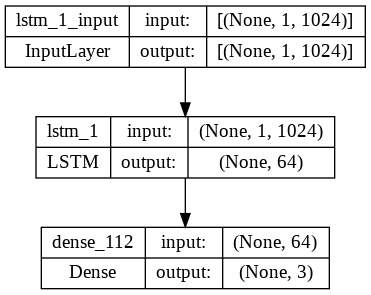 lstm_1_input input: [(None, 1, 1024)]
InputLayer output: [(None, 1, 1024)]
lstm_1 input: (None, 1, 1024)
LSTM output: (None, 64)
dense_112 input: (None, 64)
Dense output: (None, 3)